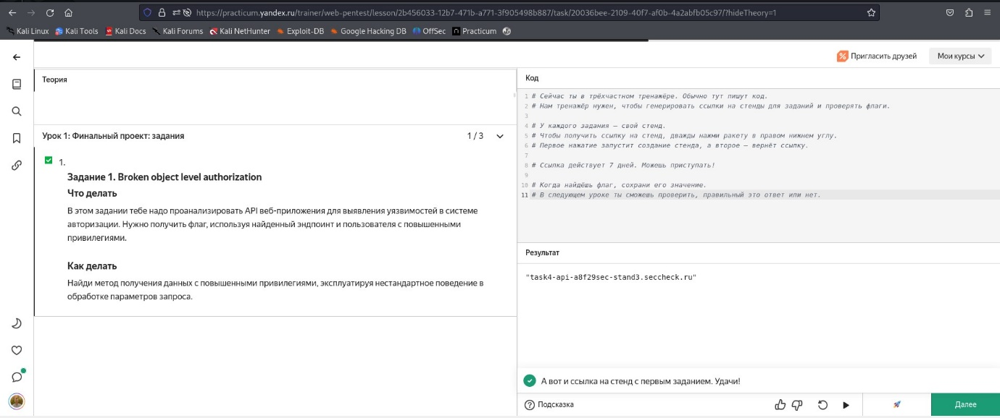 https://practicum.yandex.ru/trainer/web-pentest/lesson/2b456033-12b7-471b-a771-3f905498b887/task/20036bee-2109-40f7-af0b-4a2abfb05c97/?hideTheory=1
Kali Linux Kali Tools Kali Docs Kali Forums Kali NetHunter Exploit-DB Google Hacking DB OffSec Practicum
Пригласить друзей Мои курсы
Теория
Урок 1: Финальный проект: задания 1 / 3
1.
Задание 1. Broken object level authorization
Что делать
В этом задании тебе надо проанализировать API веб-приложения для выявления уязвимостей в системе
авторизации. Нужно получить флаг, используя найденный эндпоинт и пользователя с повышенными
привилегиями.
Как делать
Найди метод получения данных с повышенными привилегиями, эксплуатируя нестандартное поведение в
обработке параметров запроса.
Код
1 # Сейчас ты в трёхчастном тренажёре. Обычно тут пишут код.
2 # Нам тренажёр нужен, чтобы генерировать ссылки на стенды для заданий и проверять флаги.
3
4 # У каждого задания — свой стенд.
5 # Чтобы получить ссылку на стенд, дважды нажми ракету в правом нижнем углу.
6 # Первое нажатие запустит создание стенда, а второе — вернёт ссылку.
7
8 # Ссылка действует 7 дней. Можешь приступать!
9
10 # Когда найдёшь флаг, сохрани его значение.
11 # В следующем уроке ты сможешь проверить, правильный это ответ или нет.
Результат
"task4-api-a8f29sec-stand3.seccheck.ru"
А вот и ссылка на стенд с первым заданием. Удачи!
Подсказка
Далее